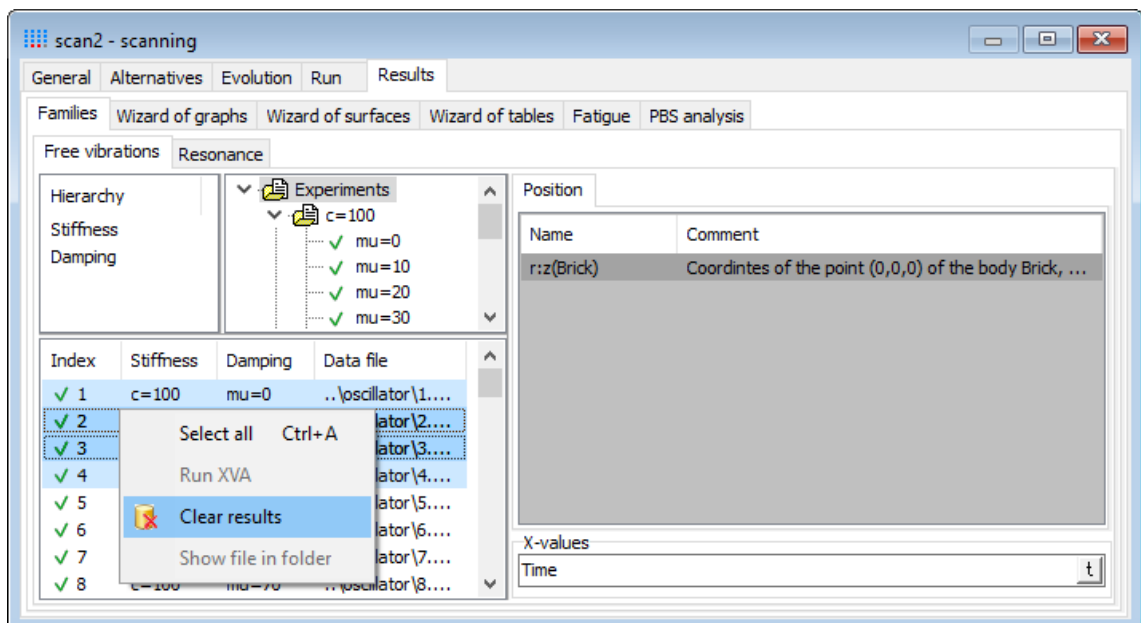 scan2 - scanning
General Alternatives Evolution Run Results
Families Wizard of graphs Wizard of surfaces Wizard of tables Fatigue PBS analysis
Free vibrations Resonance
Hierarchy
Stiffness
Damping
Experiments
c=100
mu=0
mu=10
mu=20
mu=30
Position
Name Comment
r:z(Brick) Coordintes of the point (0,0,0) of the body Brick, ...
Index Stiffness Damping Data file
1 c=100 mu=0 ..\oscillator\1....
2 lator\2....
3 lator\3....
4 lator\4....
5 lator\5....
6 lator\6....
7 lator\7....
8 c=100 mu=70 ..\oscillator\8....
Select all Ctrl+A
Run XVA
Clear results
Show file in folder
X-values
Time t